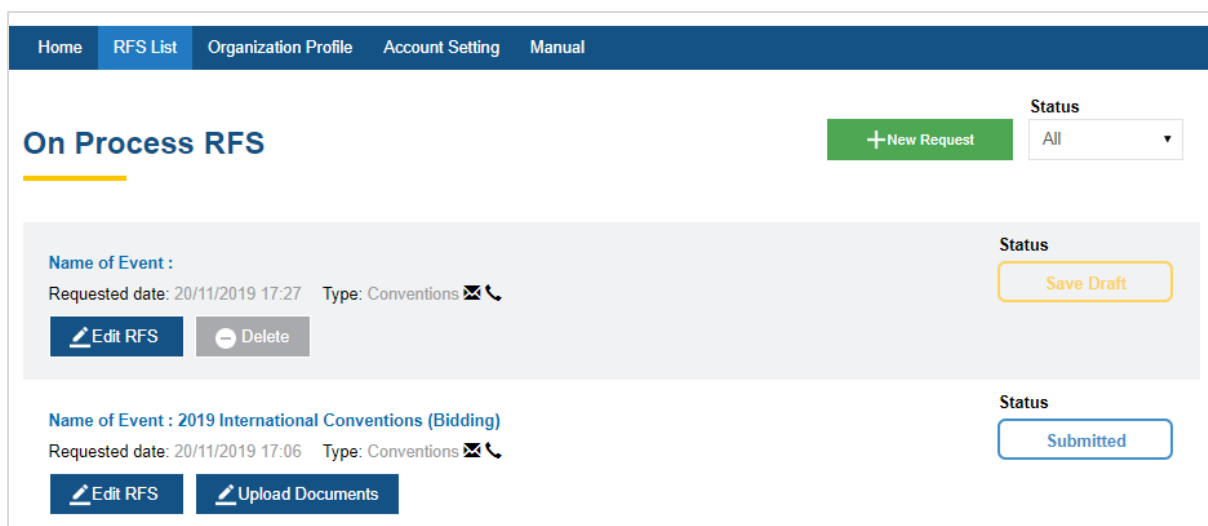 Home RFS List Organization Profile Account Setting Manual
Status
On Process RFS
New Request
All
Status
Name of Event :
Save Draft
Requested date: 20/11/2019 17:27 Type: Conventions
Edit RFS Delete
Status
Name of Event : 2019 International Conventions (Bidding)
Submitted
Requested date: 20/11/2019 17:06 Type: Conventions
Edit RFS Upload Documents